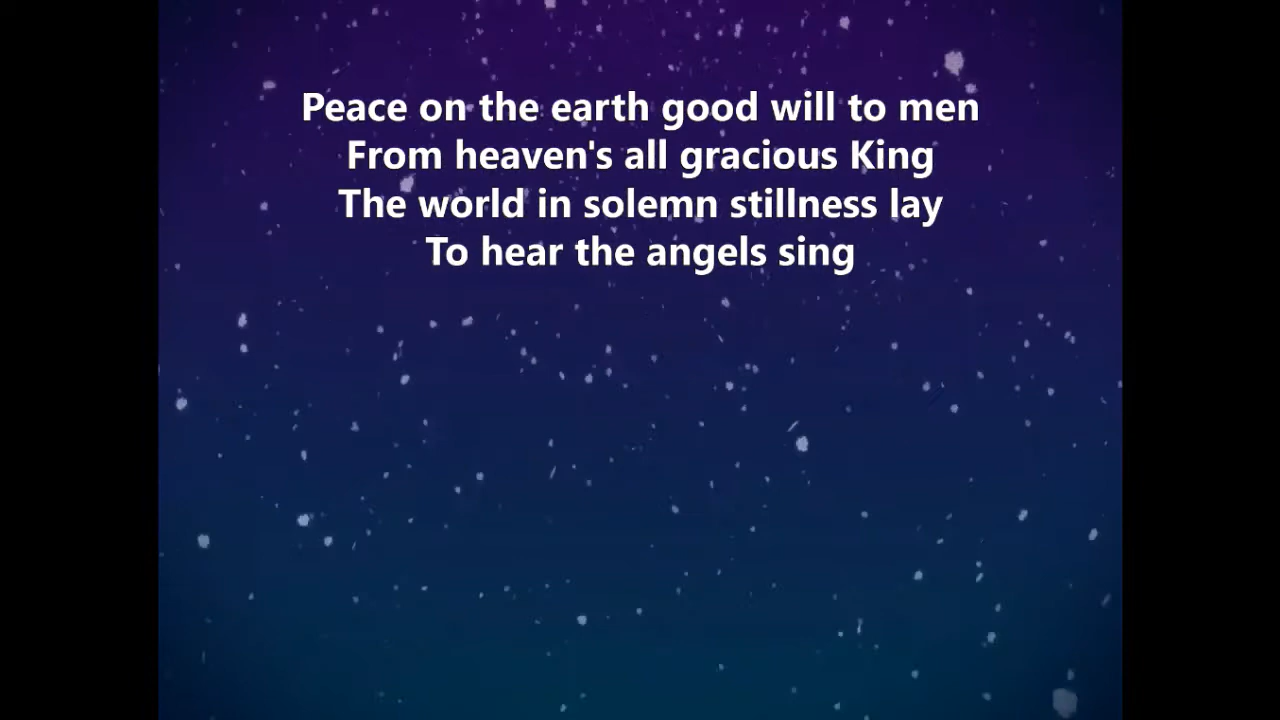 Peace on the earth good will to men
From heaven's all gracious King
The world in solemn stillness lay
To hear the angels sing